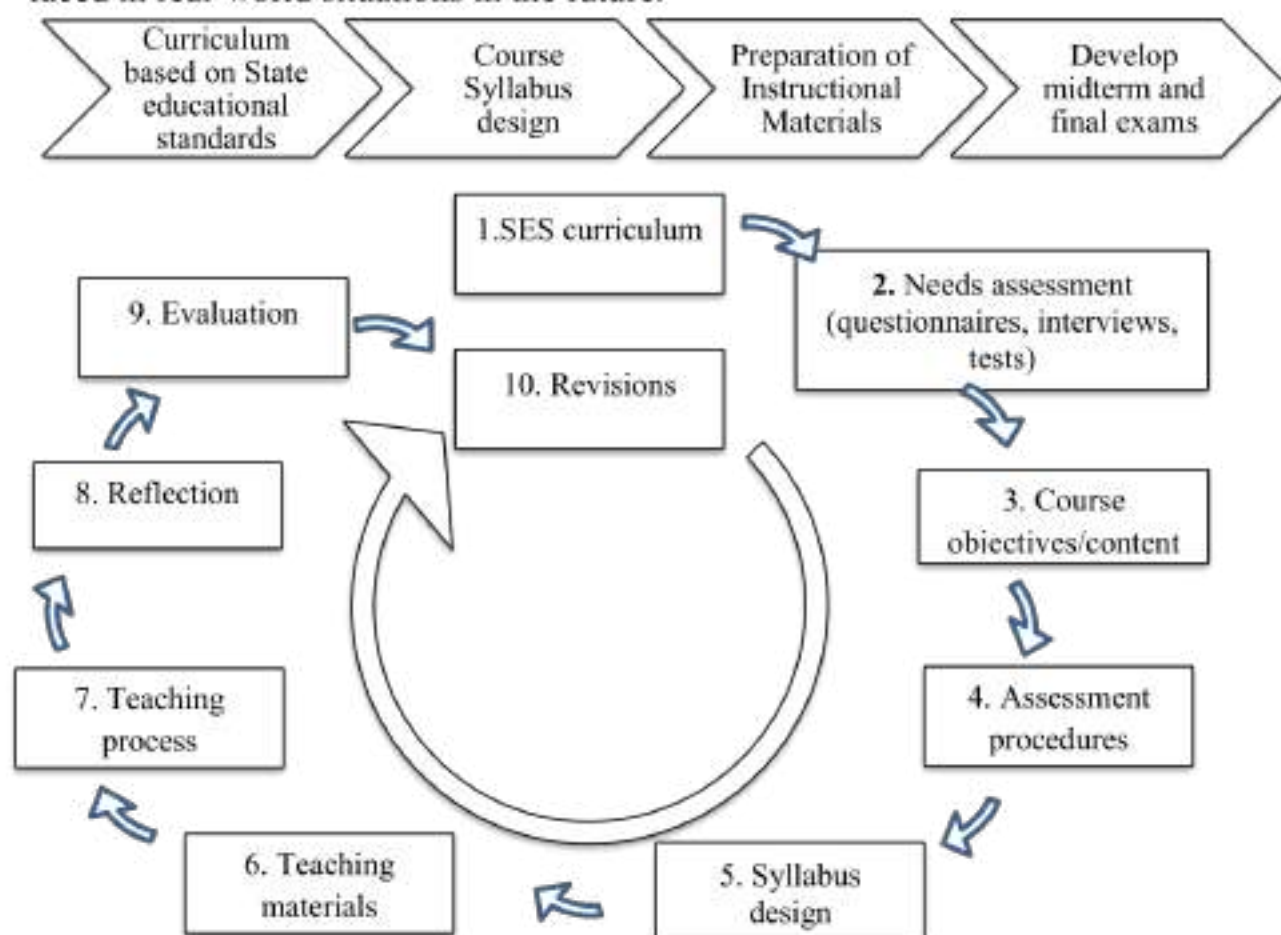 Curriculum
based on State
educational
standards
Course
Syllabus
design
Preparation of
Instructional
Materials
Develop
midterm and
final exams
1.SES curriculum
2. Needs assessment
(questionnaires, interviews,
tests)
3. Course
objectives/content
4. Assessment
procedures
5. Syllabus
design
6. Teaching
materials
7. Teaching
process
8. Reflection
9. Evaluation
10. Revisions